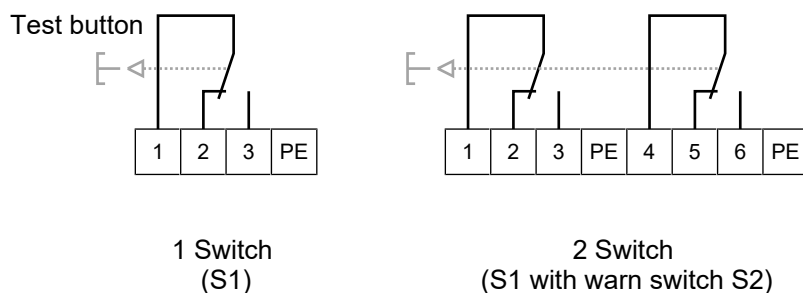 Test button
1 2 3 PE
1 2 3 PE 4 5 6 PE
1 Switch
(S1)
2 Switch
(S1 with warn switch S2)